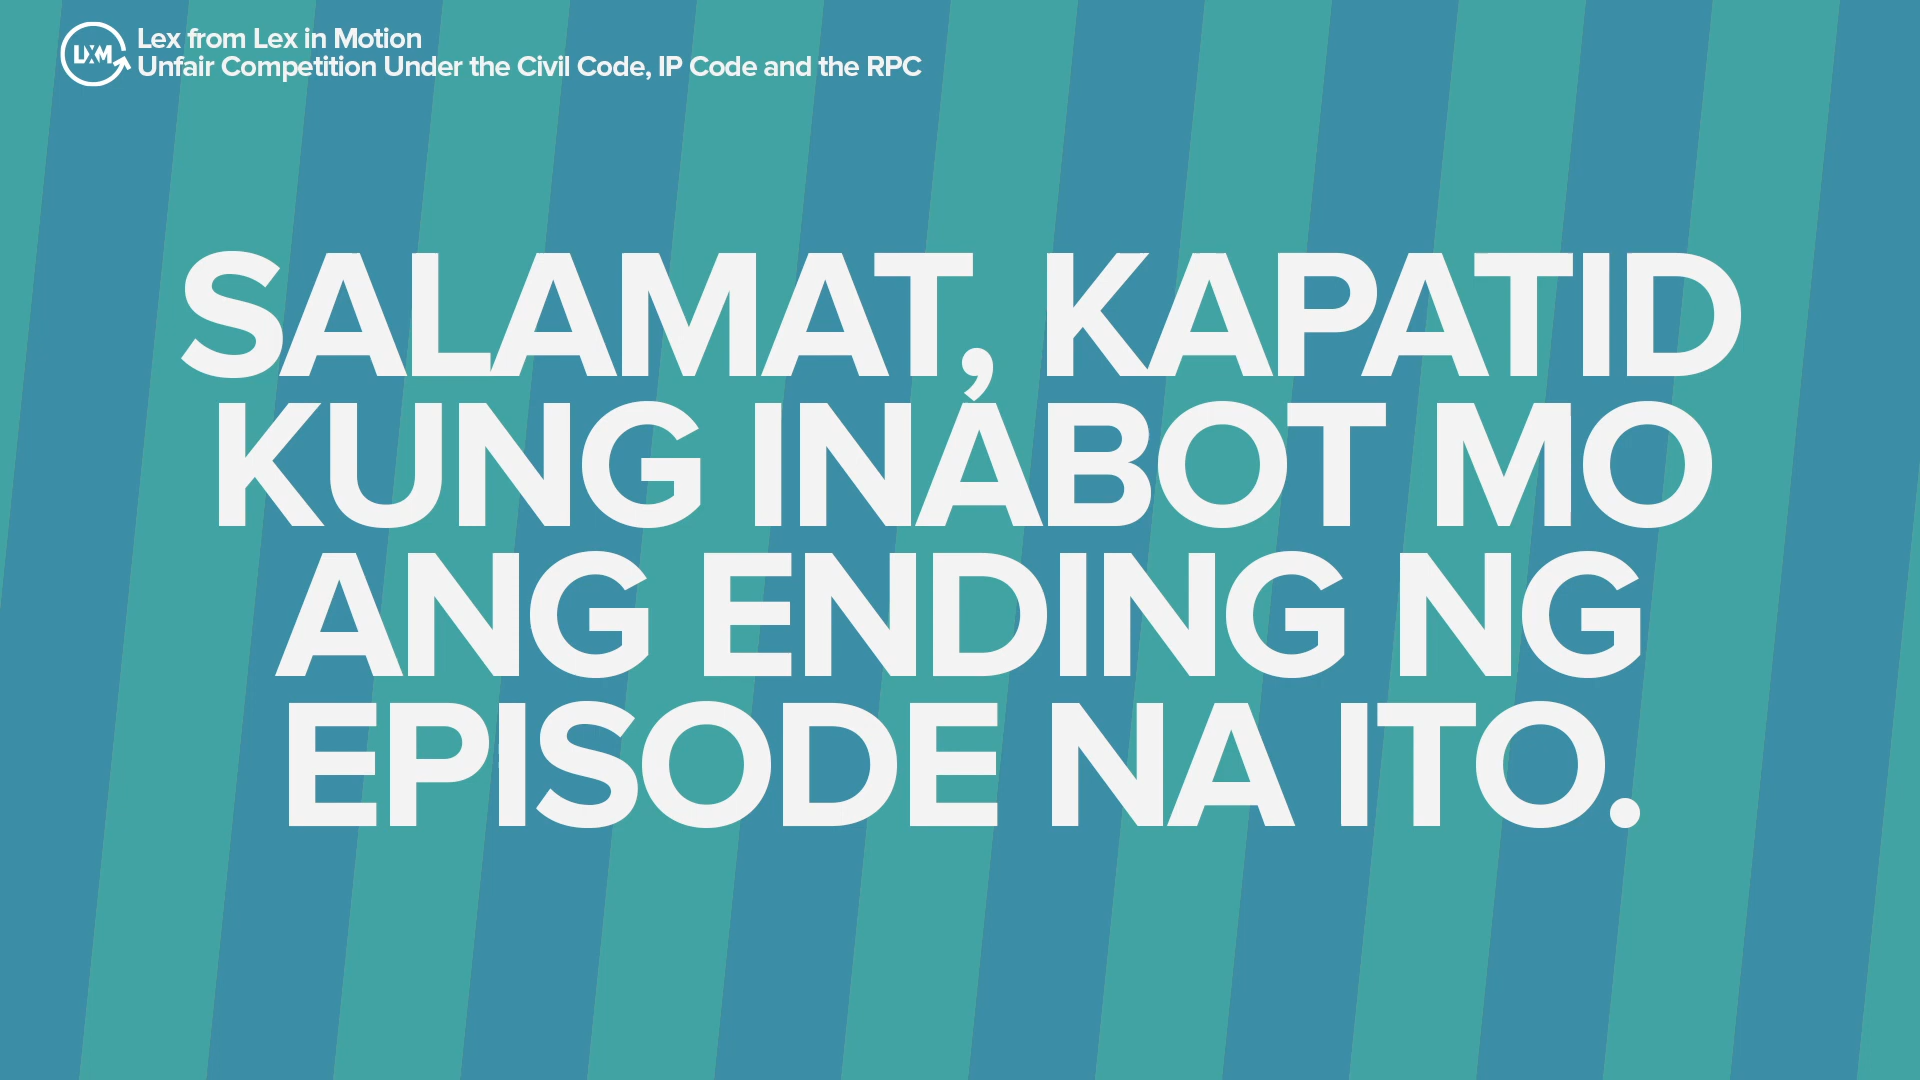 LXM
Lex from Lex in Motion
Unfair Competition Under the Civil Code, IP Code and the RPC
SALAMAT, KAPATID
KUNG INABOT MO
ANG ENDING NG
EPISODE NA ITO.